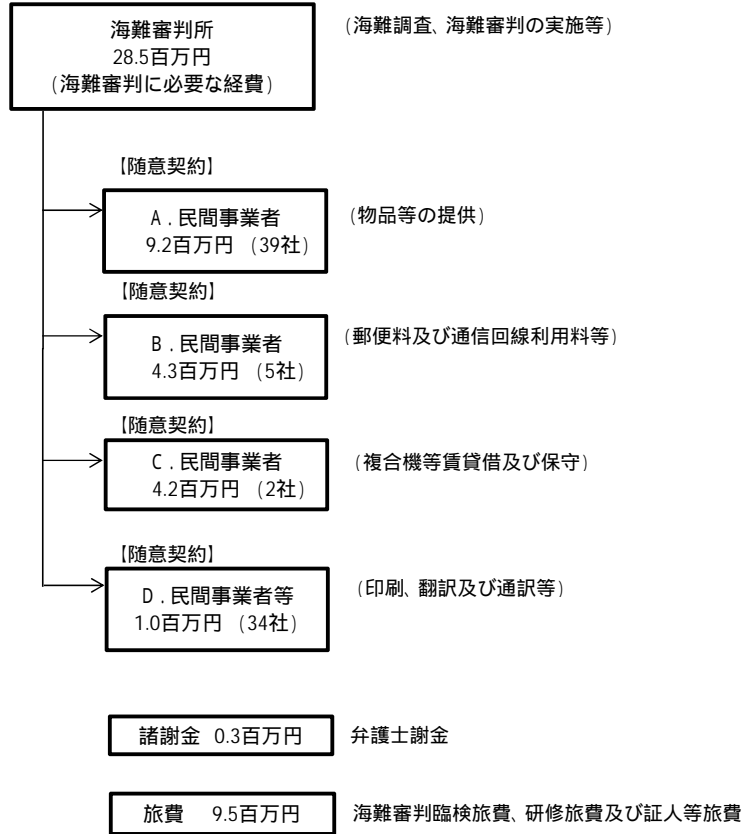 海難審判所
28.5百万円
(海難審判に必要な経費)
(海難調査、海難審判の実施等)
【随意契約】
A．民間事業者
9.2百万円 (39社)
(物品等の提供)
【随意契約】
B．民間事業者
4.3百万円 (5社)
(郵便料及び通信回線利用料等)
【随意契約】
C．民間事業者
4.2百万円 (2社)
(複合機等賃貸借及び保守)
【随意契約】
D．民間事業者等
1.0百万円 (34社)
(印刷、翻訳及び通訳等)
諸謝金 0.3百万円
弁護士謝金
旅費 9.5百万円
海難審判臨検旅費、研修旅費及び証人等旅費